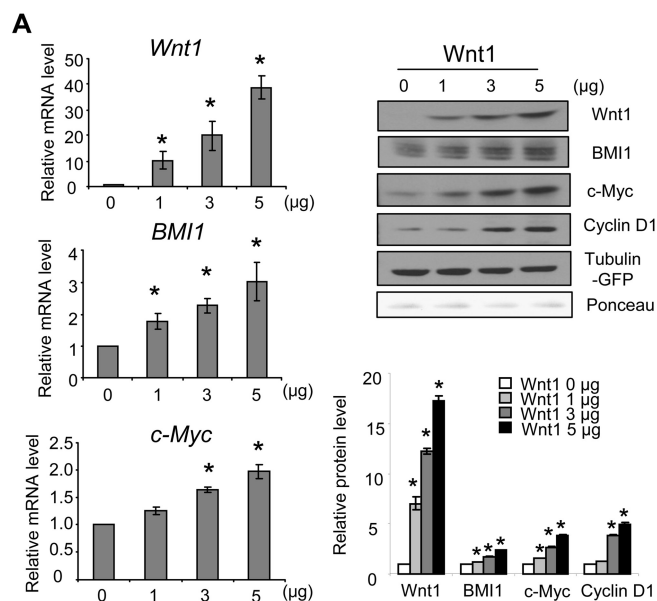 A
Wnt1
Relative mRNA level
50
40
30
20
10
0
0 1 3 5 (µg)
BMI1
Relative mRNA level
4
3
2
1
0
0 1 3 5 (µg)
c-Myc
Relative mRNA level
2.5
2.0
1.5
1.0
0.5
0
0 1 3 5 (µg)
* * *
* * *
* *
Wnt1
0 1 3 5 (µg)
Wnt1
BMI1
c-Myc
Cyclin D1
Tubulin
-GFP
Ponceau
Relative protein level
20
15
10
5
0
Wnt1 0 µg
Wnt1 1 µg
Wnt1 3 µg
Wnt1 5 µg
* * * * * * * * * * *
Wnt1 BMI1 c-Myc Cyclin D1